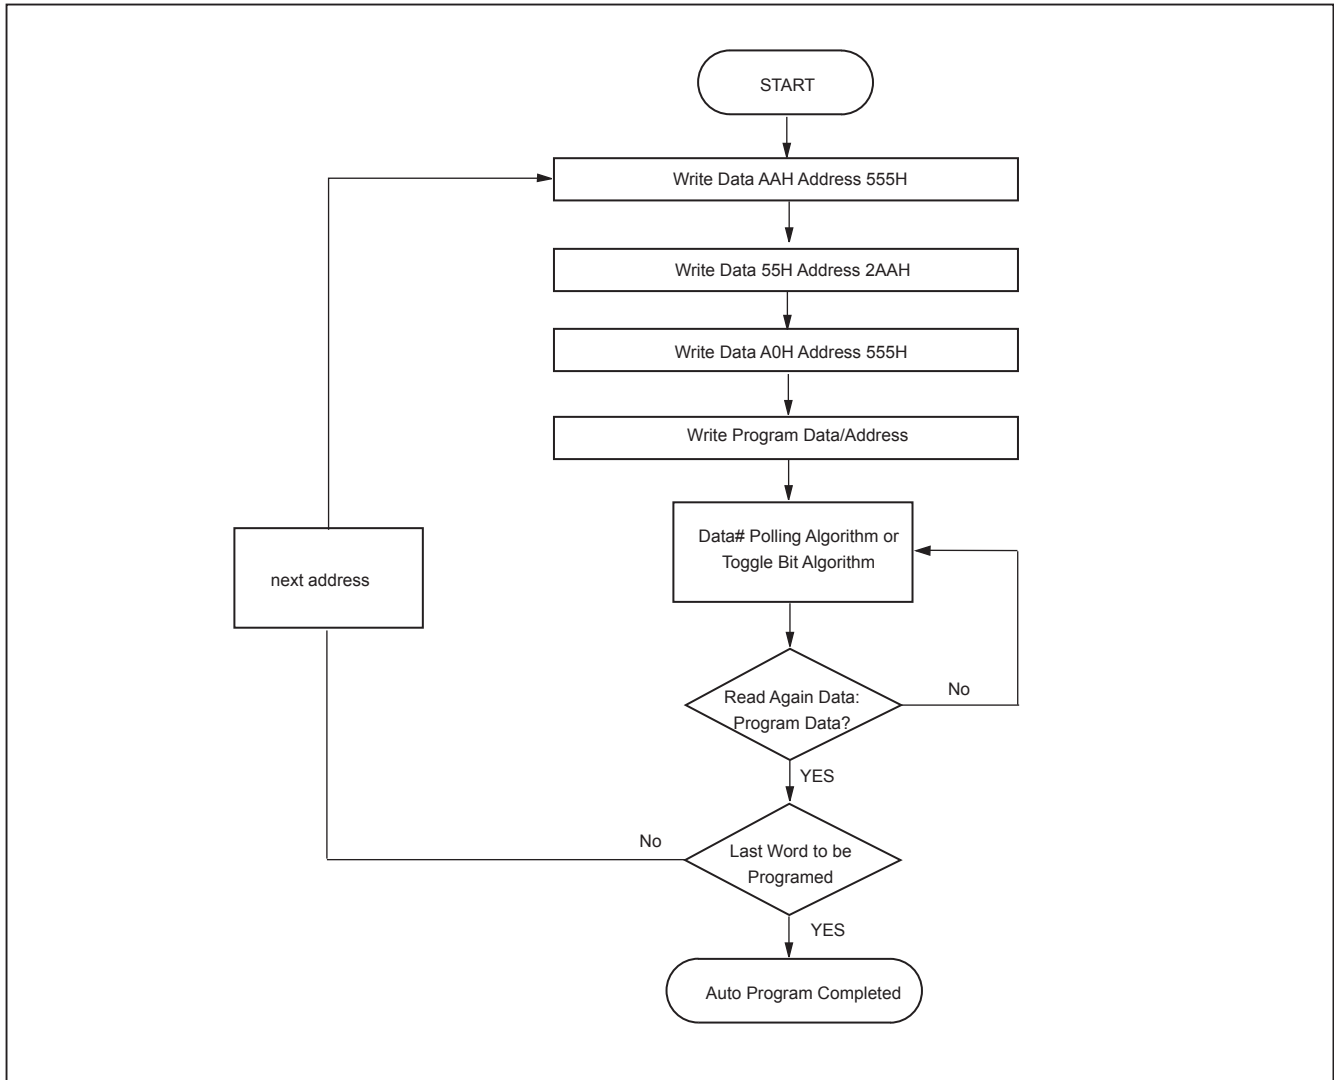 START
Write Data AAH Address 555H
Write Data 55H Address 2AAH
Write Data A0H Address 555H
Write Program Data/Address
Data# Polling Algorithm or
Toggle Bit Algorithm
next address
Read Again Data:
Program Data?
No
YES
No
Last Word to be
Programed
YES
Auto Program Completed